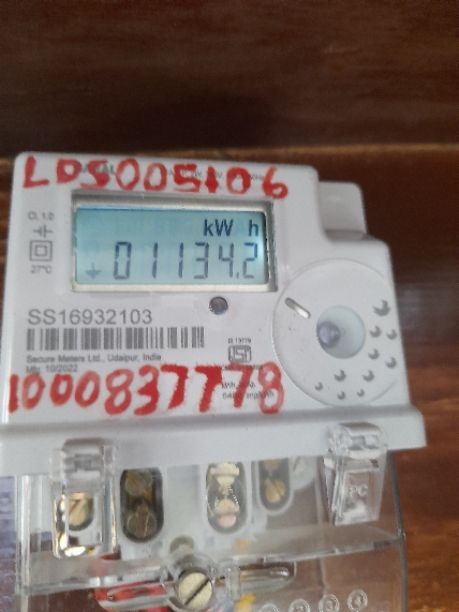 LDS005106
Cl. 1.0
kW h
01134.2
27°C
SS16932103
Secure Meters Ltd., Udaipur, India
Mfg. 10/2022
1000837778